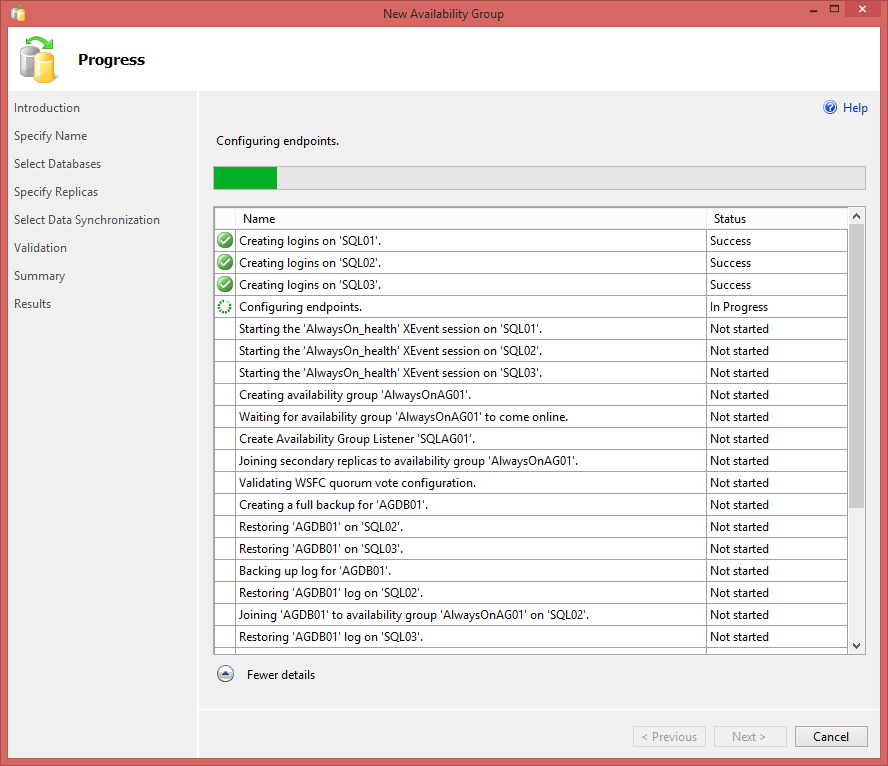 New Availability Group
Progress
Introduction
Specify Name
Select Databases
Specify Replicas
Select Data Synchronization
Validation
Summary
Results
Help
Configuring endpoints.
Name Status
Creating logins on 'SQL01'. Success
Creating logins on 'SQL02'. Success
Creating logins on 'SQL03'. Success
Configuring endpoints. In Progress
Starting the 'AlwaysOn_health' XEvent session on 'SQL01'. Not started
Starting the 'AlwaysOn_health' XEvent session on 'SQL02'. Not started
Starting the 'AlwaysOn_health' XEvent session on 'SQL03'. Not started
Creating availability group 'AlwaysOnAG01'. Not started
Waiting for availability group 'AlwaysOnAG01' to come online. Not started
Create Availability Group Listener 'SQLAG01'. Not started
Joining secondary replicas to availability group 'AlwaysOnAG01'. Not started
Validating WSFC quorum vote configuration. Not started
Creating a full backup for 'AGDB01'. Not started
Restoring 'AGDB01' on 'SQL02'. Not started
Restoring 'AGDB01' on 'SQL03'. Not started
Backing up log for 'AGDB01'. Not started
Restoring 'AGDB01' log on 'SQL02'. Not started
Joining 'AGDB01' to availability group 'AlwaysOnAG01' on 'SQL02'. Not started
Restoring 'AGDB01' log on 'SQL03'. Not started
Fewer details
< Previous Next > Cancel